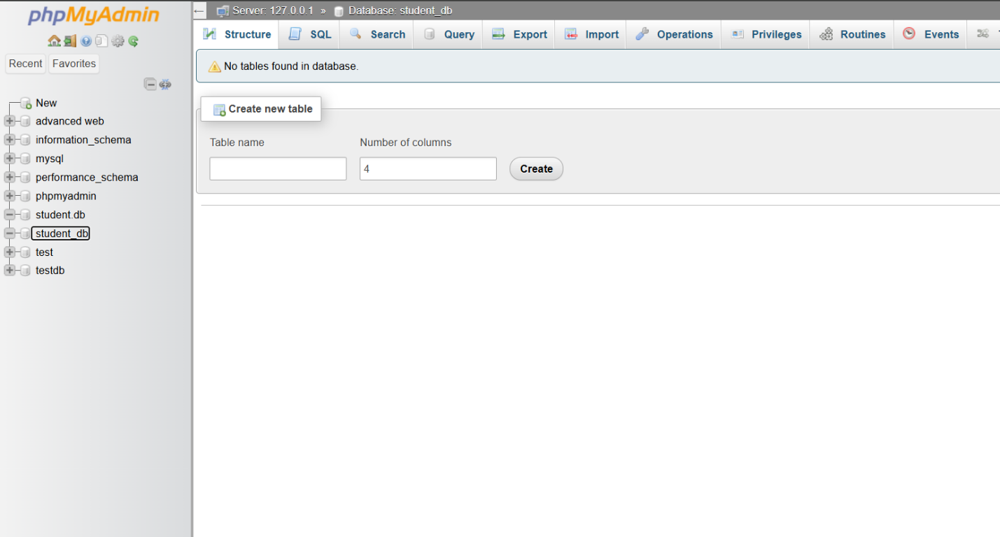 phpMyAdmin
Recent Favorites
New
advanced web
information_schema
mysql
performance_schema
phpmyadmin
student.db
student_db
test
testdb
Server: 127.0.0.1 » Database: student_db
Structure SQL Search Query Export Import Operations Privileges Routines Events
No tables found in database.
Create new table
Table name Number of columns
4 Create